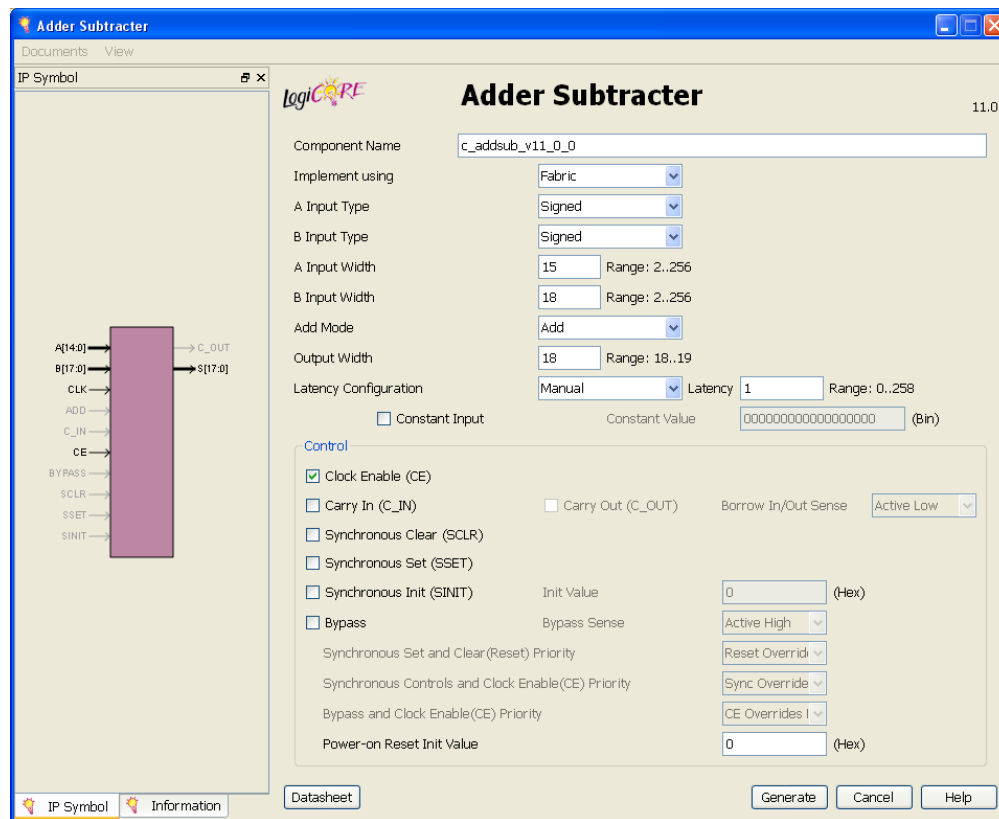 Adder Subtracter
Documents View
IP Symbol
LogiCORE
Adder Subtracter
11.0
Component Name c_addsub_v11_0_0
Implement using Fabric
A Input Type Signed
B Input Type Signed
A Input Width 15 Range: 2..256
B Input Width 18 Range: 2..256
Add Mode Add
Output Width 18 Range: 18..19
Latency Configuration Manual Latency 1 Range: 0..258
Constant Input Constant Value 000000000000000000 (Bin)
Control
Clock Enable (CE)
Carry In (C_IN) Carry Out (C_OUT) Borrow In/Out Sense Active Low
Synchronous Clear (SCLR)
Synchronous Set (SSET)
Synchronous Init (SINIT) Init Value 0 (Hex)
Bypass Bypass Sense Active High
Synchronous Set and Clear(Reset) Priority Reset Overrid
Synchronous Controls and Clock Enable(CE) Priority Sync Override
Bypass and Clock Enable(CE) Priority CE Overrides
Power-on Reset Init Value 0 (Hex)
A[14:0] C_OUT
B[17:0] S[17:0]
CLK
ADD
C_IN
CE
BYPASS
SCLR
SSET
SINIT
IP Symbol Information
Datasheet Generate Cancel Help